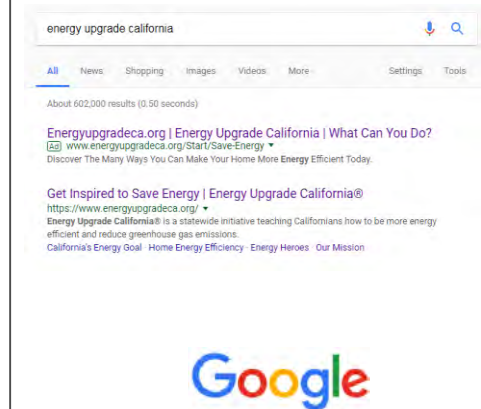 energy upgrade california
All News Shopping Images Videos More Settings Tools
About 602,000 results (0.50 seconds)
Energyupgradeca.org | Energy Upgrade California | What Can You Do?
Ad www.energyupgradeca.org/Start/Save-Energy
Discover The Many Ways You Can Make Your Home More Energy Efficient Today.
Get Inspired to Save Energy | Energy Upgrade California®
https://www.energyupgradeca.org/
Energy Upgrade California® is a statewide initiative teaching Californians how to be more energy
efficient and reduce greenhouse gas emissions.
California's Energy Goal · Home Energy Efficiency · Energy Heroes · Our Mission
Google